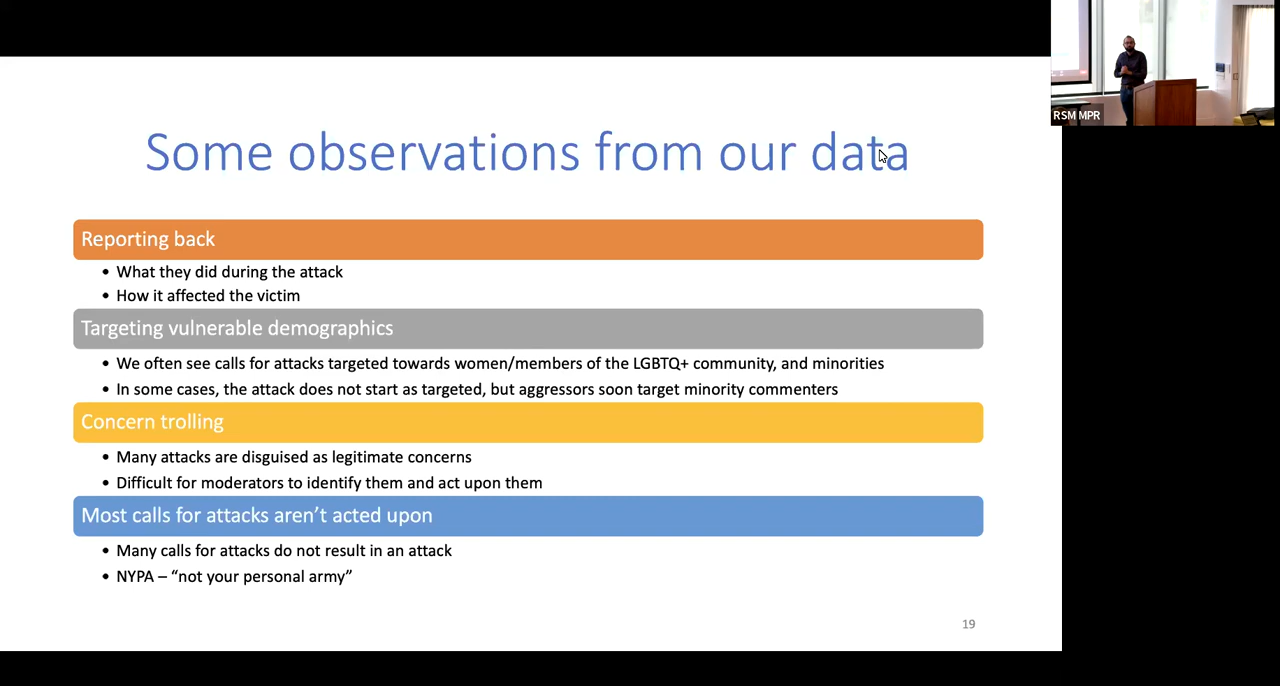 RSM MPR
Some observations from our data
Reporting back
• What they did during the attack
• How it affected the victim
Targeting vulnerable demographics
• We often see calls for attacks targeted towards women/members of the LGBTQ+ community, and minorities
• In some cases, the attack does not start as targeted, but aggressors soon target minority commenters
Concern trolling
• Many attacks are disguised as legitimate concerns
• Difficult for moderators to identify them and act upon them
Most calls for attacks aren’t acted upon
• Many calls for attacks do not result in an attack
• NYPA – “not your personal army”
19